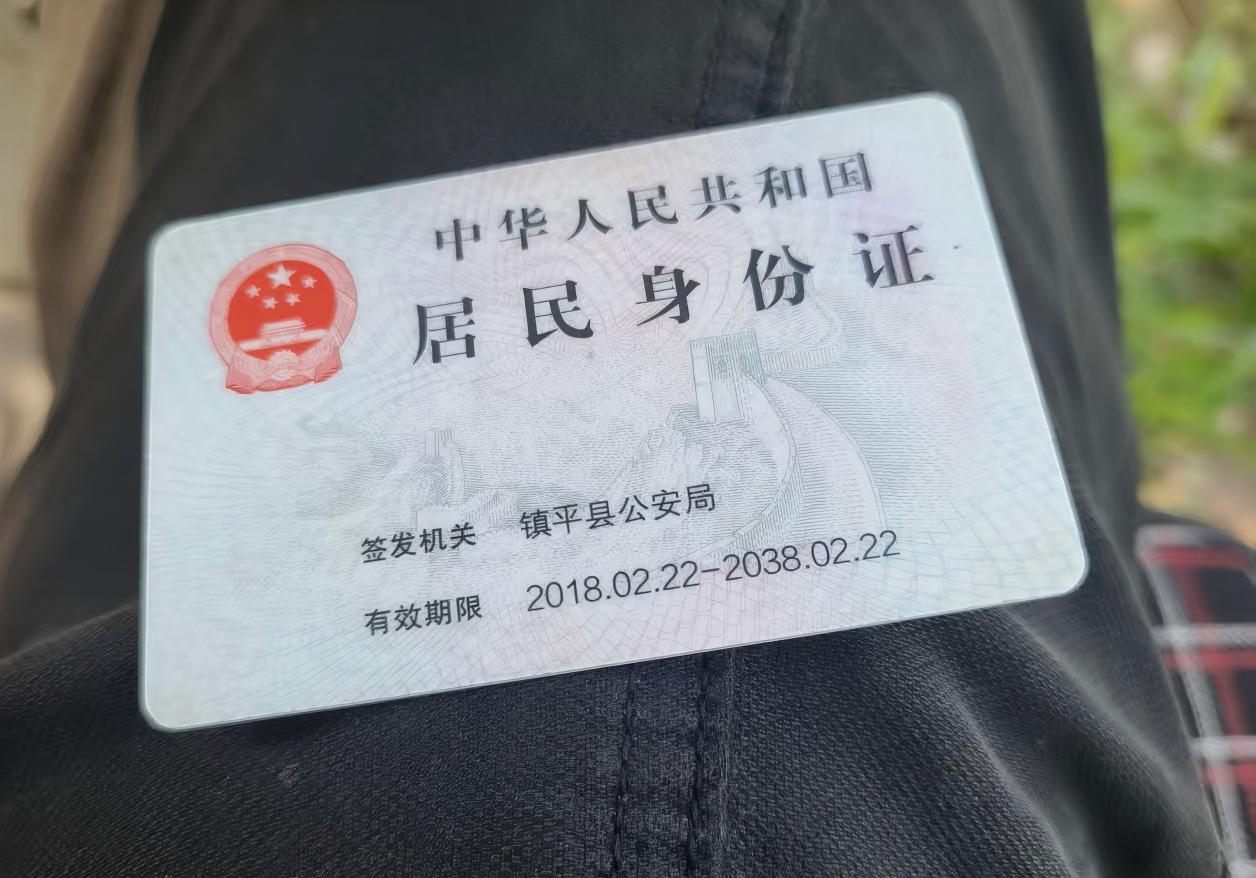 中华人民共和国
居民身份证
签发机关 镇平县公安局
有效期限 2018.02.22-2038.02.22